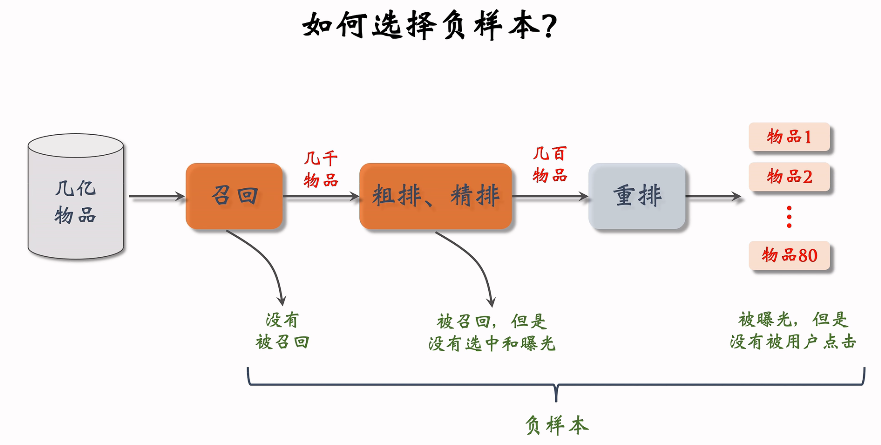 如何选择负样本?
几亿
物品
召回
几千
物品
粗排、精排
几百
物品
重排
物品1
物品2
物品80
没有
被召回
被召回，但是
没有选中和曝光
被曝光，但是
没有被用户点击
负样本